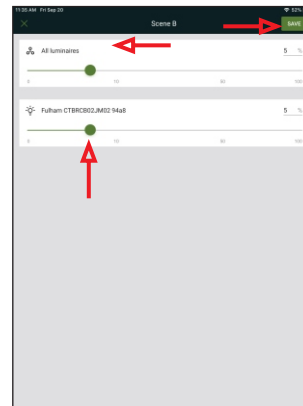 11:35 AM Fri Sep 20 52%
Scene B SAVE
All luminaires 5 %
0 10 50 100
Fulham CTBRCB02JM02 94a8 5 %
0 10 50 100